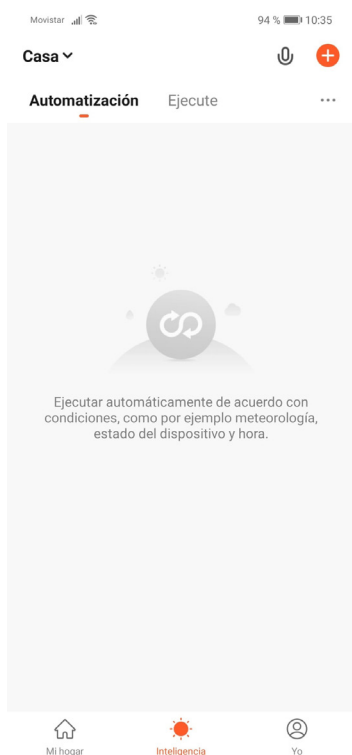 Movistar 94 % 10:35
Casa
Automatización Ejecute
Ejecutar automáticamente de acuerdo con
condiciones, como por ejemplo meteorología,
estado del dispositivo y hora.
Mi hogar Inteligencia Yo